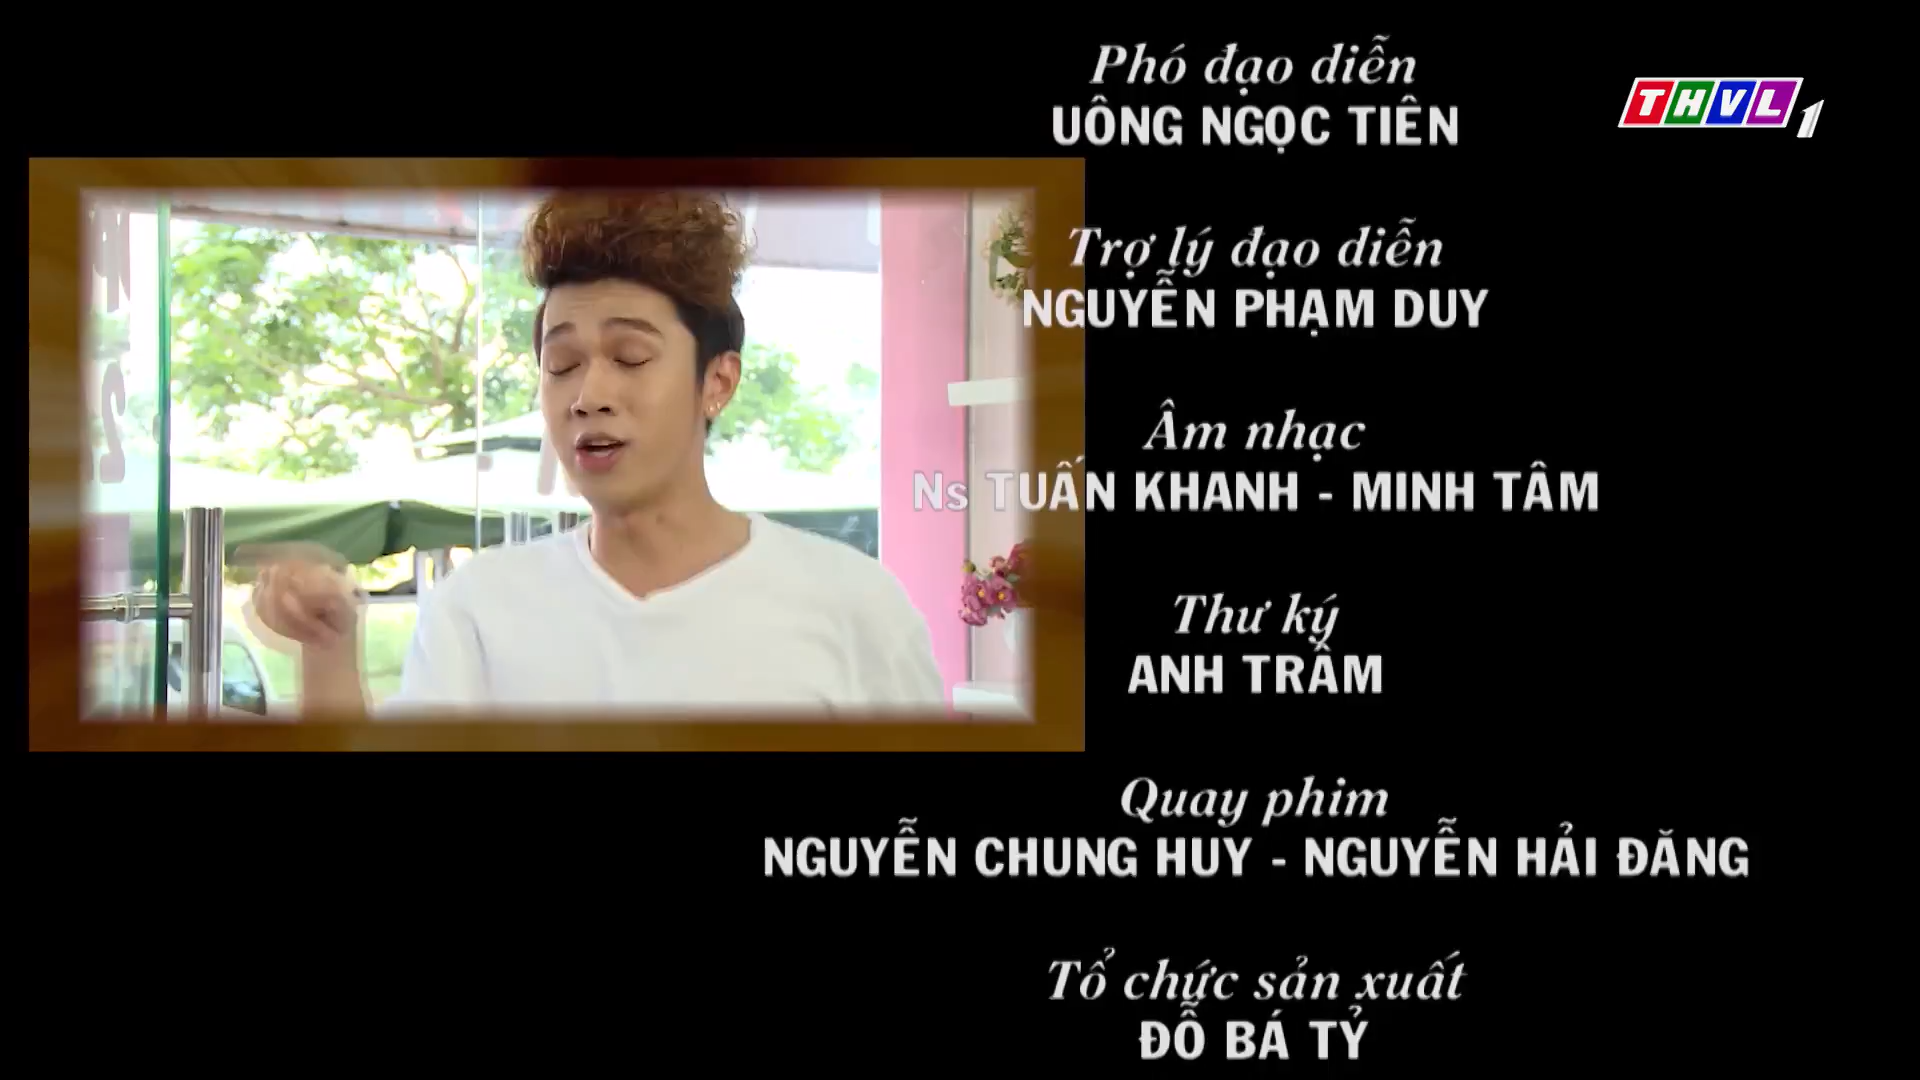 Phó đạo diễn
UÔNG NGỌC TIÊN
THVL1
Trợ lý đạo diễn
NGUYỄN PHẠM DUY
Âm nhạc
Ns TUẤN KHANH - MINH TÂM
Thư ký
ANH TRÂM
Quay phim
NGUYỄN CHUNG HUY - NGUYỄN HẢI ĐĂNG
Tổ chức sản xuất
ĐỖ BÁ TỶ